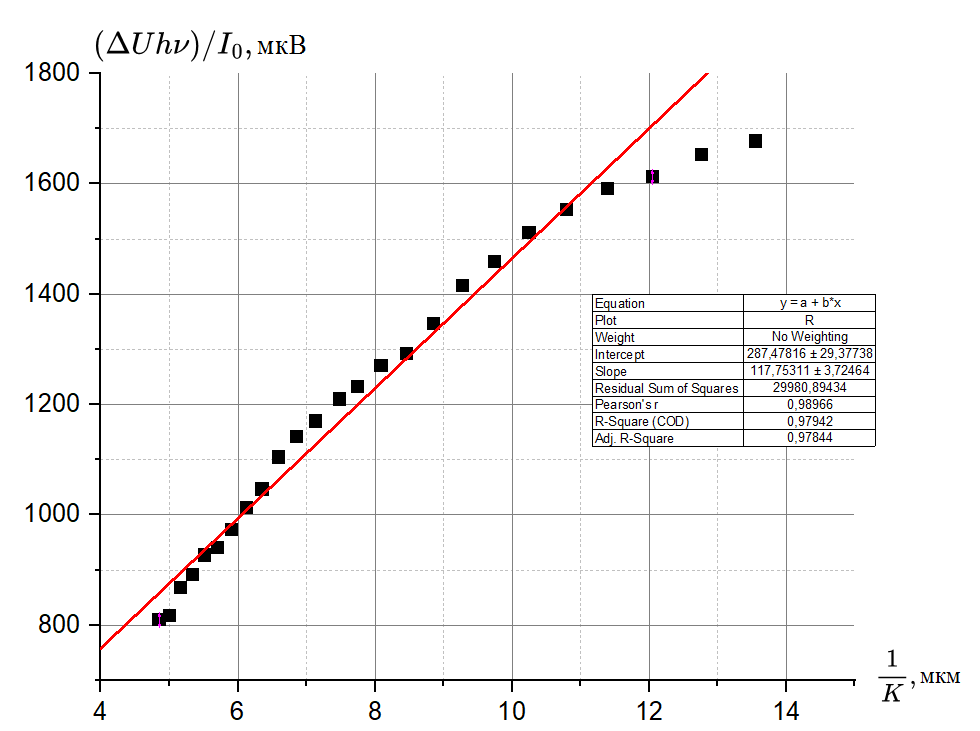 (ΔUhν)/I₀, мкВ
1800
1600
1400
1200
1000
800
Equation y = a + b*x
Plot R
Weight No Weighting
Intercept 287,47816 ± 29,37738
Slope 117,75311 ± 3,72464
Residual Sum of Squares 29980,89434
Pearson's r 0,98966
R-Square (COD) 0,97942
Adj. R-Square 0,97844
1/K, мкм
4 6 8 10 12 14